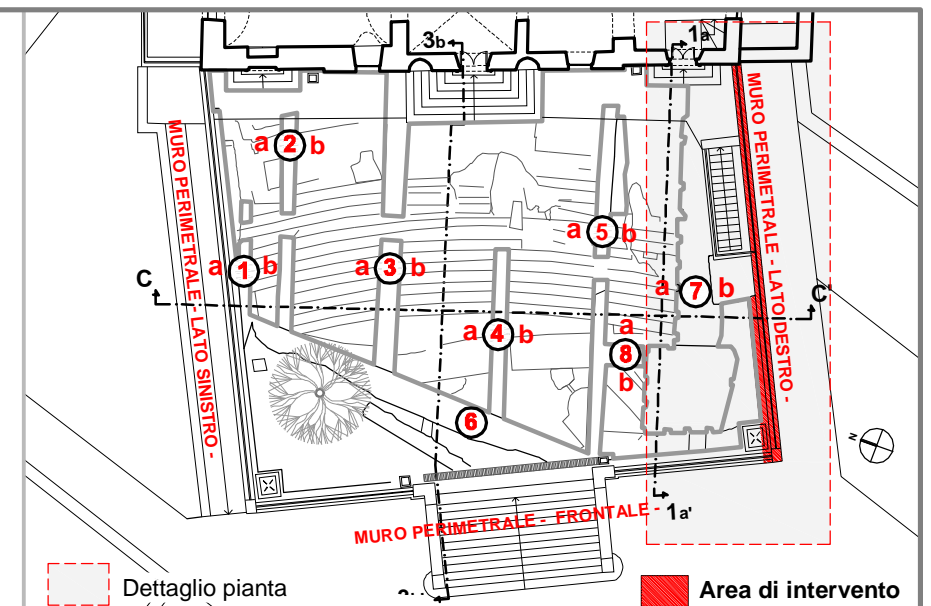 3b
1a
MURO PERIMETRALE - LATO SINISTRO -
MURO PERIMETRALE - LATO DESTRO -
a 2 b
a 5 b
a 1 b
a 3 b
a 7 b
C
C'
a 4 b
a
8
b
6
N
MURO PERIMETRALE - FRONTALE -
1a'
Dettaglio pianta
Area di intervento